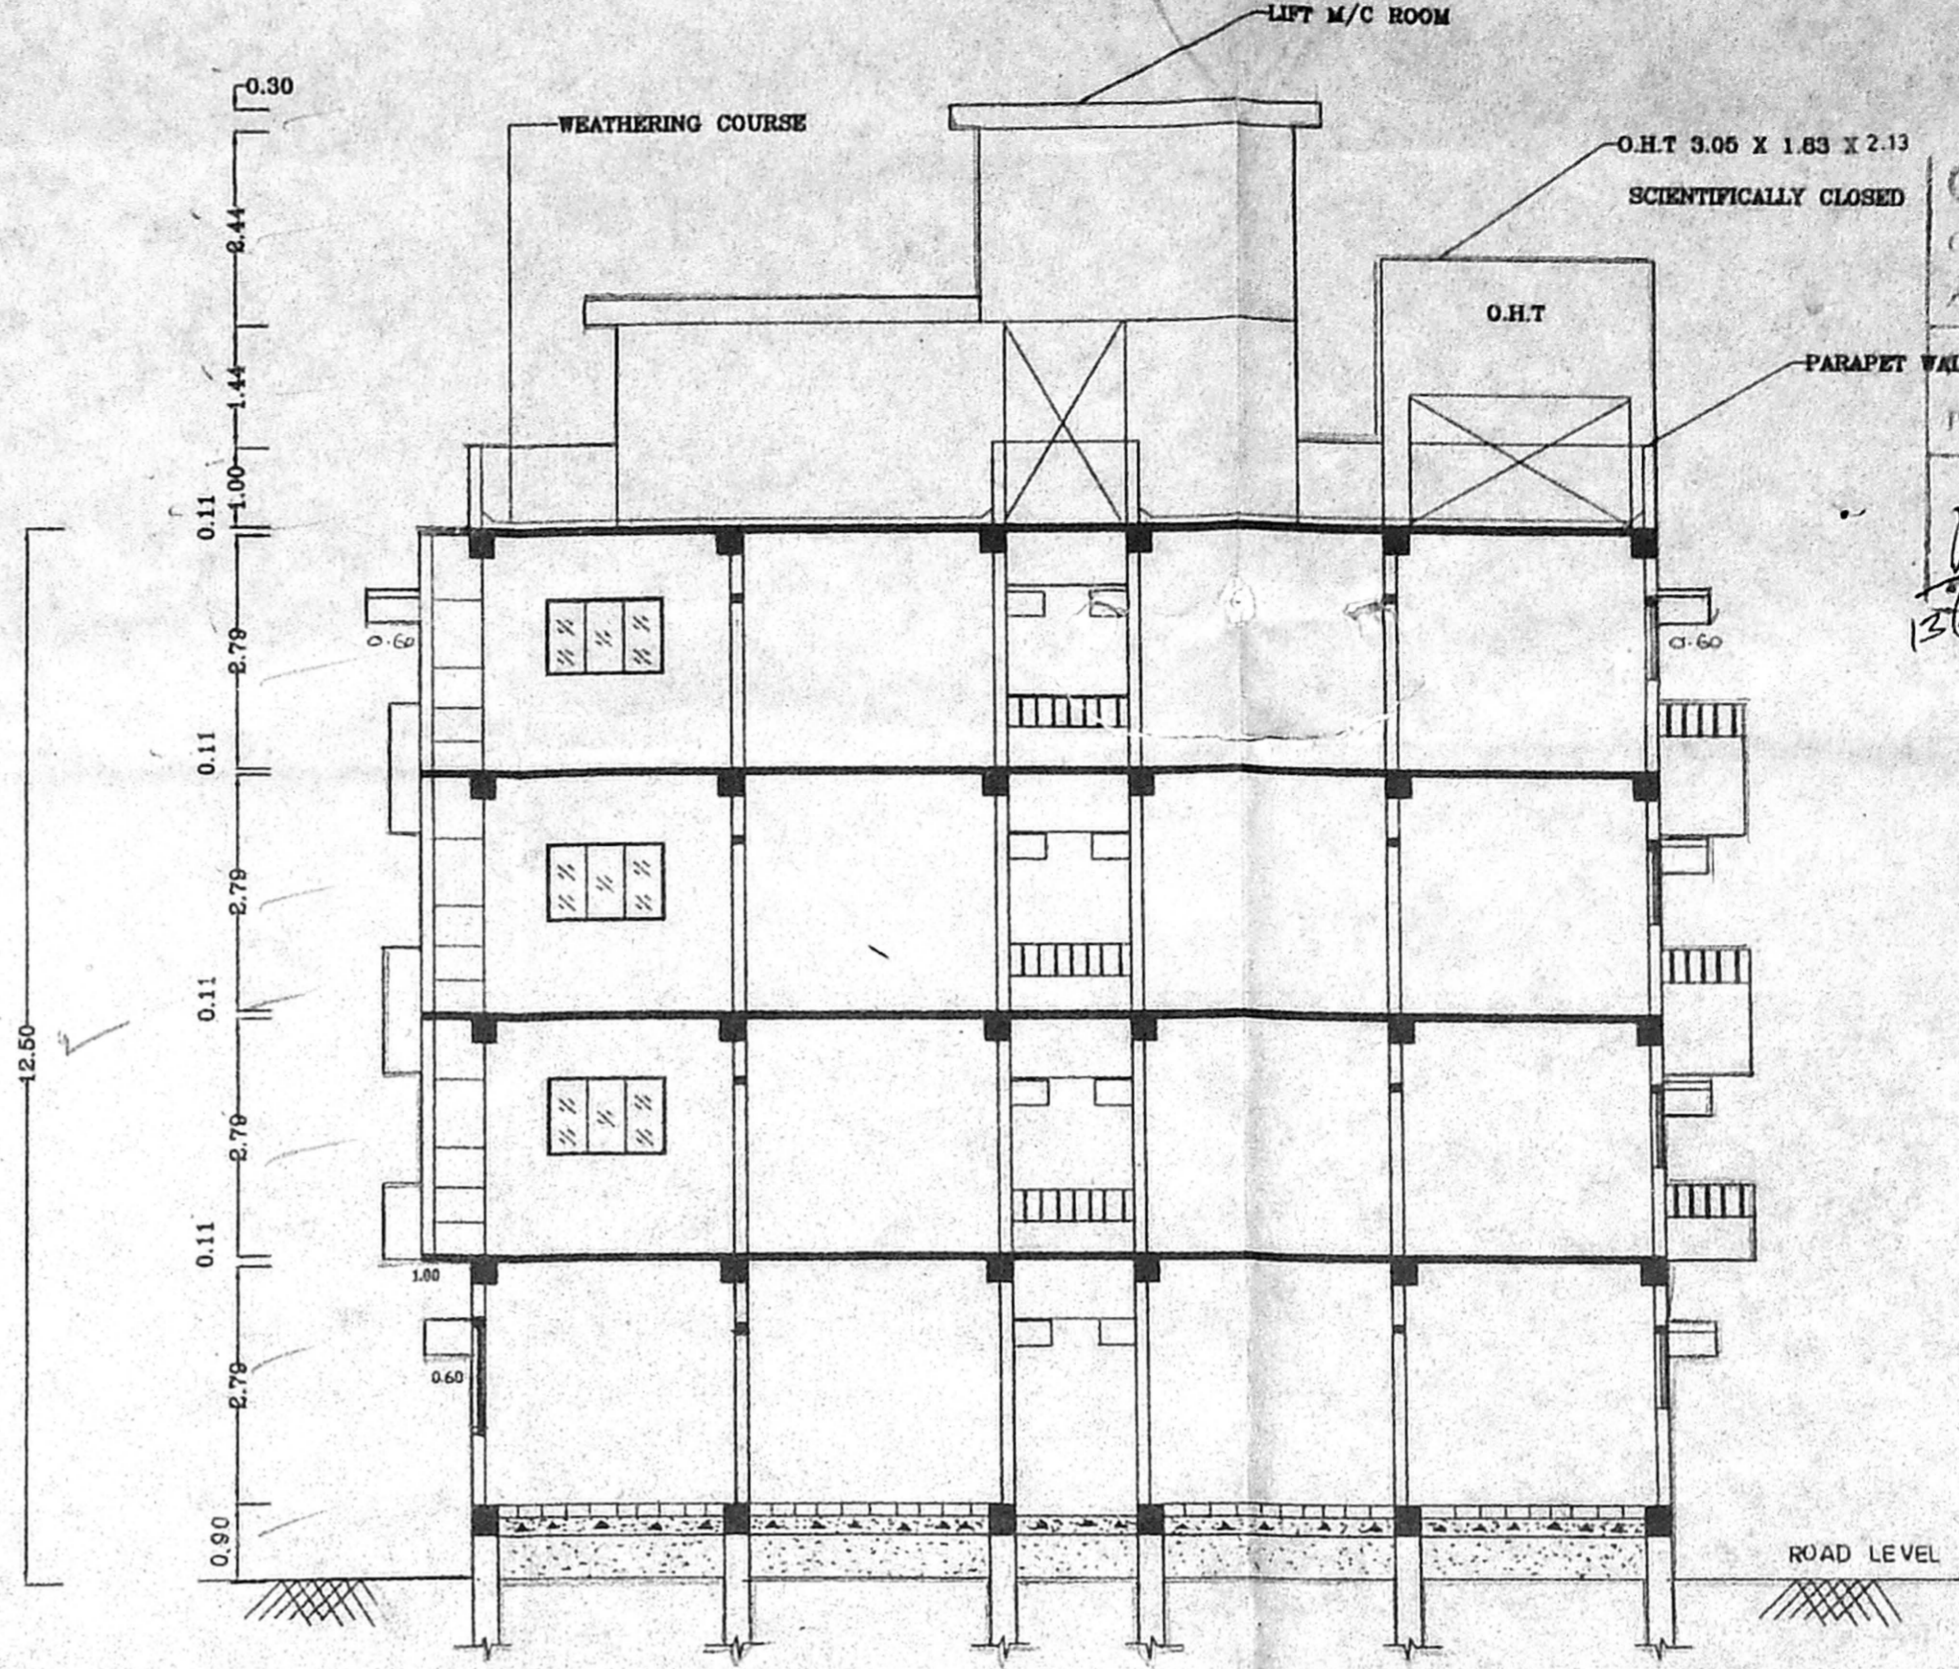 LIFT M/C ROOM
0.30
WEATHERING COURSE
O.H.T 3.05 X 1.83 X 2.13
SCIENTIFICALLY CLOSED
2.44
O.H.T
PARAPET WAL
1.44
1.00
0.11
0.60
0.60
2.79
0.11
2.79
0.11
12.50
2.79
0.11
1.00
0.60
2.79
0.90
ROAD LEVEL